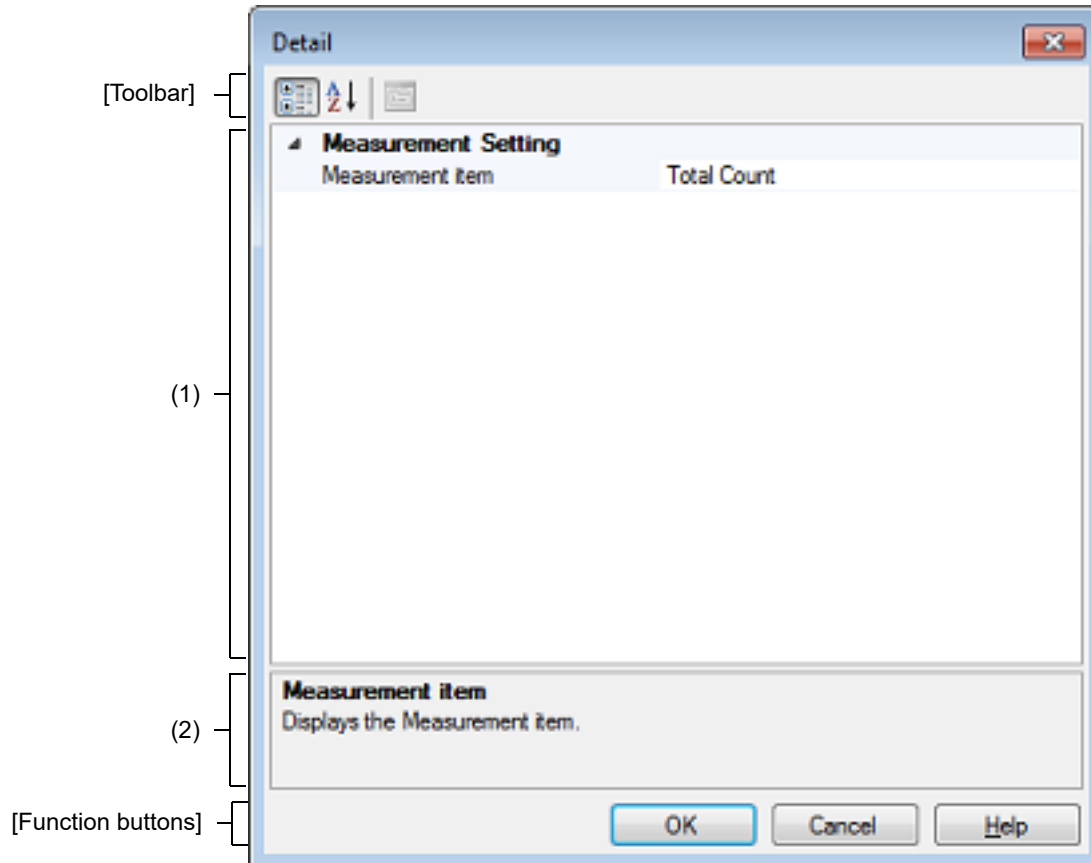 Detail
[Toolbar]
A
Z
Measurement Setting
Measurement item Total Count
(1)
Measurement item
Displays the Measurement item.
(2)
[Function buttons]
OK Cancel Help